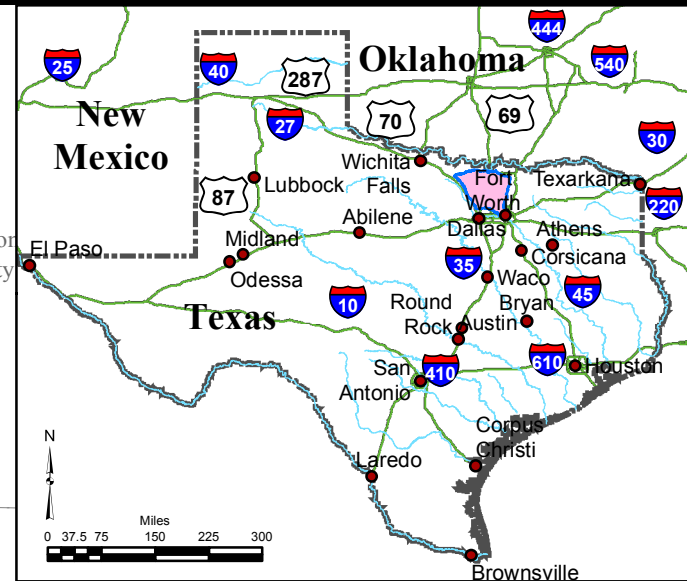 444
25
40
287
Oklahoma
540
New
Mexico
27
70
69
30
Wichita
Falls
Fort
Worth
Texarkana
87
Lubbock
220
Dallas
Abilene
Athens
Corsicana
El Paso
Midland
Odessa
35
Waco
45
10
Round
Rock
Bryan
Texas
Austin
San
Antonio
410
610
Houston
Corpus
Christi
N
Laredo
Miles
0 37.5 75 150 225 300
Brownsville